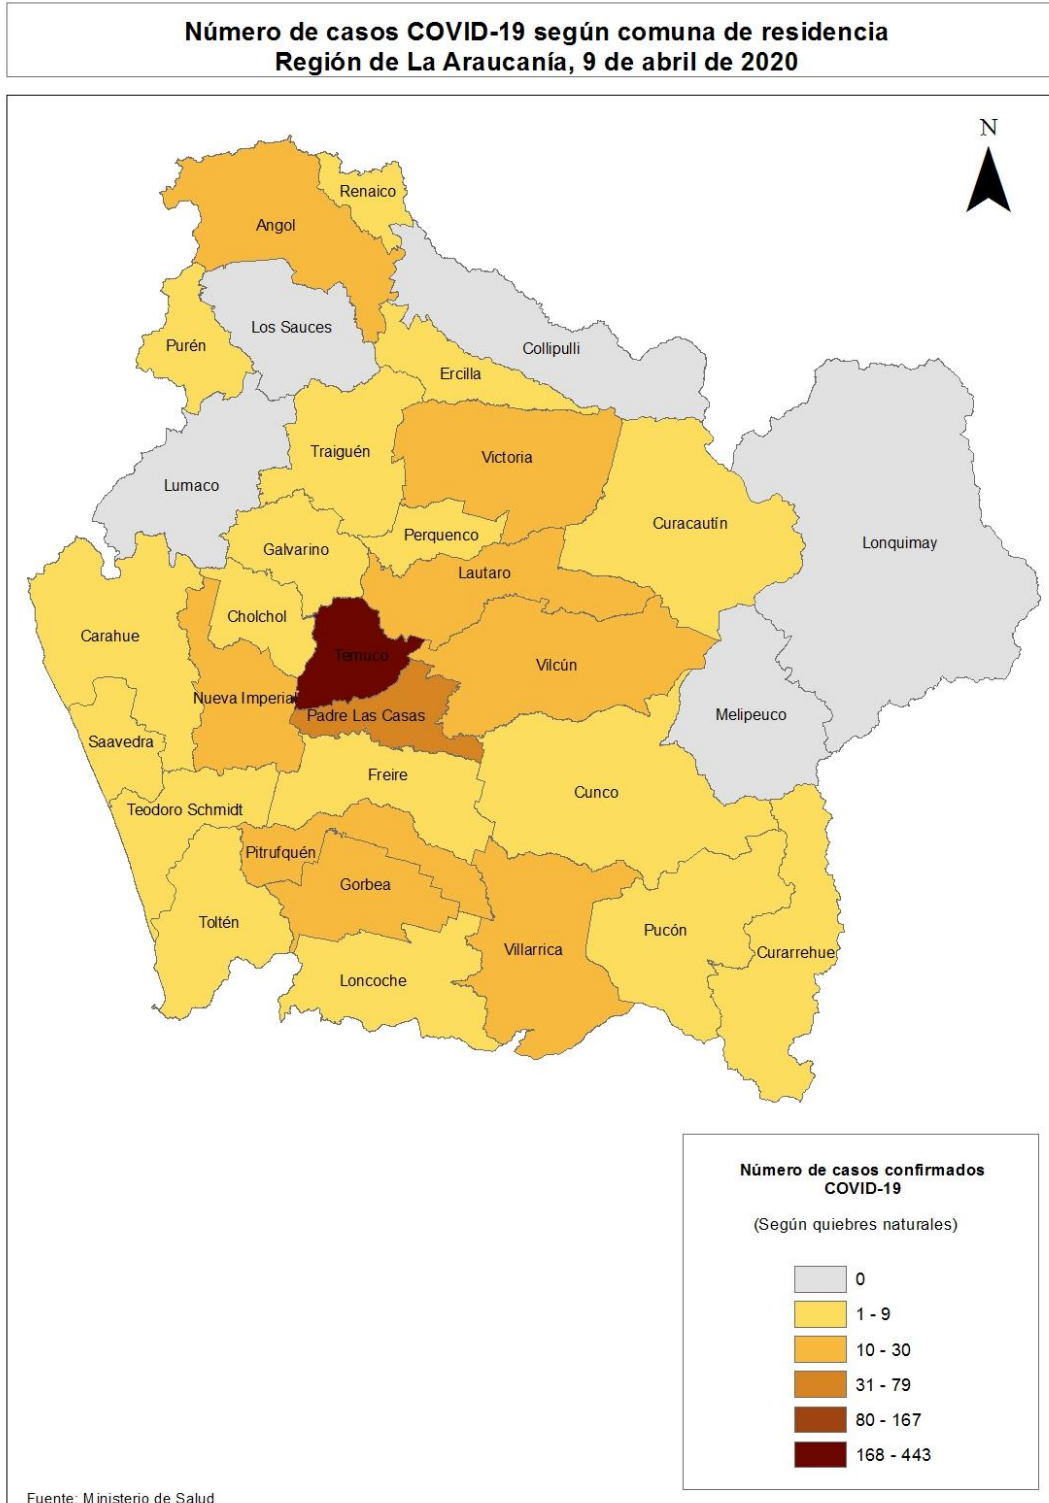 Número de casos COVID-19 según comuna de residencia
Región de La Araucanía, 9 de abril de 2020
N
Renaico
Angol
Los Sauces
Purén
Collipulli
Ercilla
Traiguén
Victoria
Lumaco
Curacautín
Perquenco
Galvarino
Lonquimay
Lautaro
Cholchol
Carahue
Temuco
Vilcún
Nueva Imperial
Padre Las Casas
Melipeuco
Saavedra
Freire
Cunco
Teodoro Schmidt
Pitrufquén
Gorbea
Toltén
Pucón
Villarrica
Curarrehue
Loncoche
Número de casos confirmados
COVID-19
(Según quiebres naturales)
0
1 - 9
10 - 30
31 - 79
80 - 167
168 - 443
Fuente: Ministerio de Salud